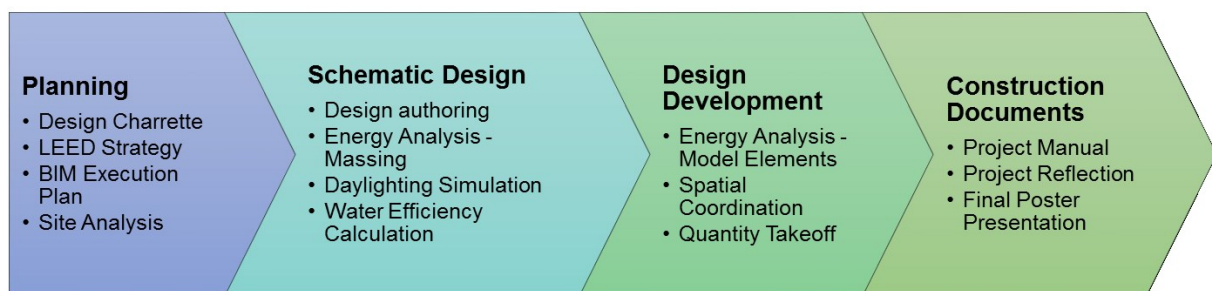 Planning
• Design Charrette
• LEED Strategy
• BIM Execution
Plan
• Site Analysis
Schematic Design
• Design authoring
• Energy Analysis -
Massing
• Daylighting Simulation
• Water Efficiency
Calculation
Design
Development
• Energy Analysis -
Model Elements
• Spatial
Coordination
• Quantity Takeoff
Construction
Documents
• Project Manual
• Project Reflection
• Final Poster
Presentation